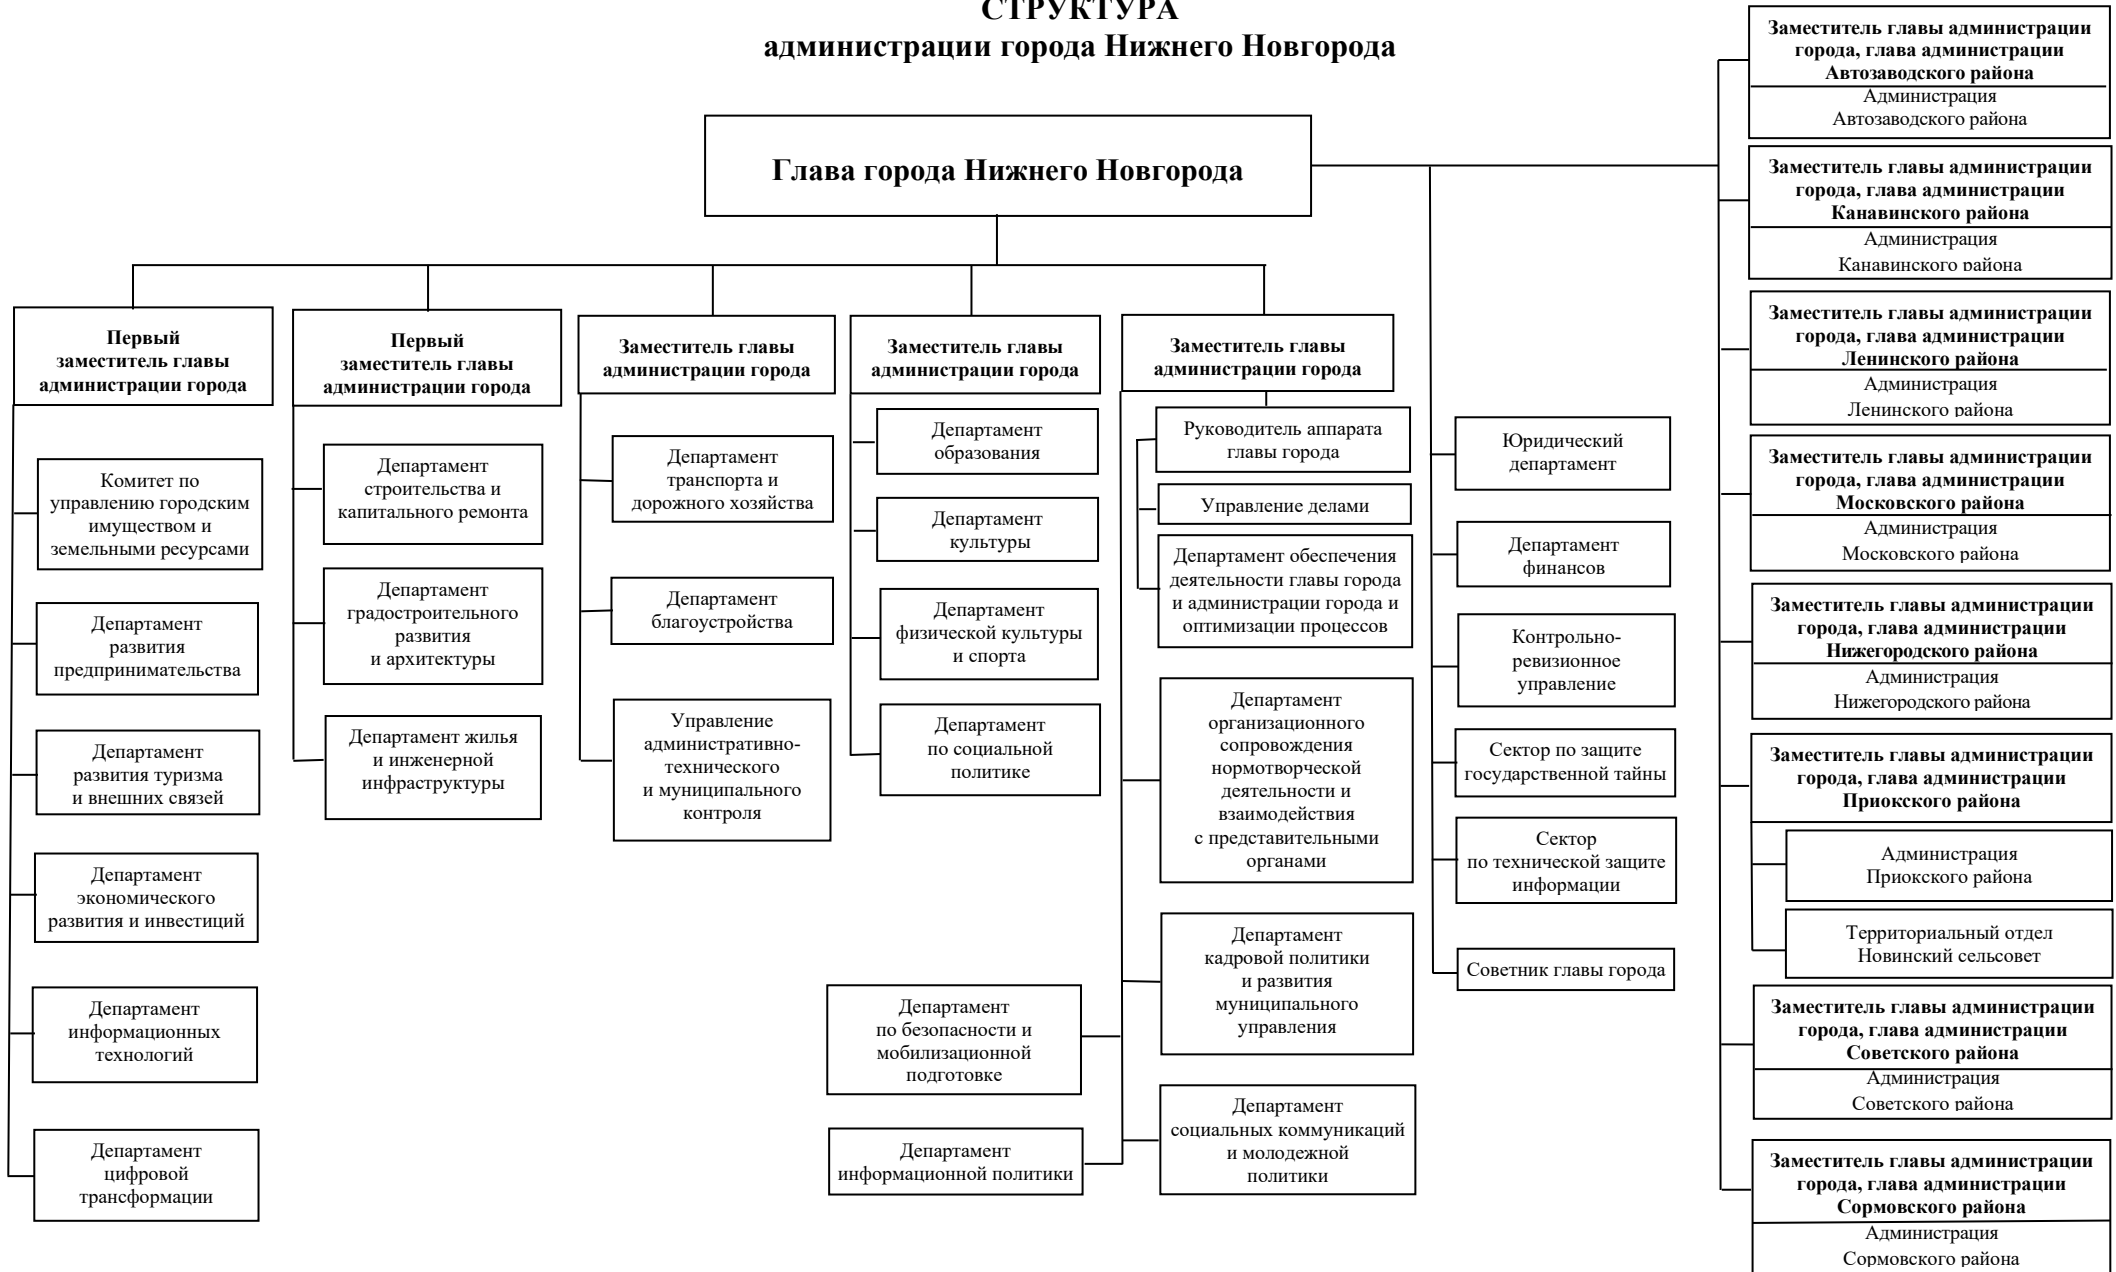 СТРУКТУРА
администрации города Нижнего Новгорода
Глава города Нижнего Новгорода
Первый
заместитель главы
администрации города
Комитет по
управлению городским
имуществом и
земельными ресурсами
Департамент
развития
предпринимательства
Департамент
развития туризма
и внешних связей
Департамент
экономического
развития и инвестиций
Департамент
информационных
технологий
Департамент
цифровой
трансформации
Первый
заместитель главы
администрации города
Департамент
строительства и
капитального ремонта
Департамент
градостроительного
развития
и архитектуры
Департамент жилья
и инженерной
инфраструктуры
Заместитель главы
администрации города
Департамент
транспорта и
дорожного хозяйства
Департамент
благоустройства
Управление
административно-
технического
и муниципального
контроля
Заместитель главы
администрации города
Департамент
образования
Департамент
культуры
Департамент
физической культуры
и спорта
Департамент
по социальной
политике
Заместитель главы
администрации города
Руководитель аппарата
главы города
Управление делами
Департамент обеспечения
деятельности главы города
и администрации города и
оптимизации процессов
Департамент
организационного
сопровождения
нормотворческой
деятельности и
взаимодействия
с представительными
органами
Департамент
кадровой политики
и развития
муниципального
управления
Департамент
по безопасности и
мобилизационной
подготовке
Департамент
социальных коммуникаций
и молодежной
политики
Департамент
информационной политики
Юридический
департамент
Департамент
финансов
Контрольно-
ревизионное
управление
Сектор по защите
государственной тайны
Сектор
по технической защите
информации
Советник главы города
Заместитель главы администрации
города, глава администрации
Автозаводского района
Администрация
Автозаводского района
Заместитель главы администрации
города, глава администрации
Канавинского района
Администрация
Канавинского района
Заместитель главы администрации
города, глава администрации
Ленинского района
Администрация
Ленинского района
Заместитель главы администрации
города, глава администрации
Московского района
Администрация
Московского района
Заместитель главы администрации
города, глава администрации
Нижегородского района
Администрация
Нижегородского района
Заместитель главы администрации
города, глава администрации
Приокского района
Администрация
Приокского района
Территориальный отдел
Новинский сельсовет
Заместитель главы администрации
города, глава администрации
Советского района
Администрация
Советского района
Заместитель главы администрации
города, глава администрации
Сормовского района
Администрация
Сормовского района